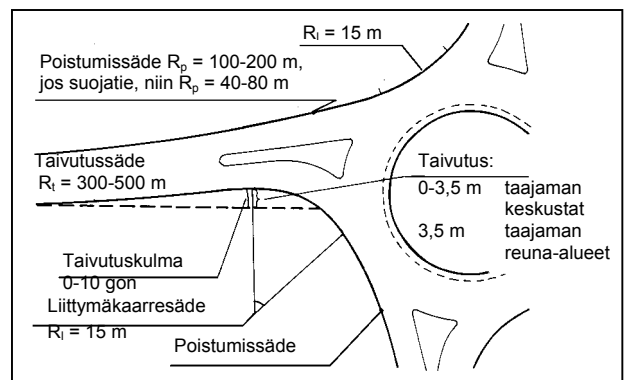 Rₗ = 15 m
Poistumissäde Rₚ = 100-200 m,
jos suojatie, niin Rₚ = 40-80 m
Taivutussäde
Rₜ = 300-500 m
Taivutus:
0-3,5 m taajaman
keskustat
3,5 m taajaman
reuna-alueet
Taivutuskulma
0-10 gon
Liittymäkaarresäde
Rₗ = 15 m
Poistumissäde